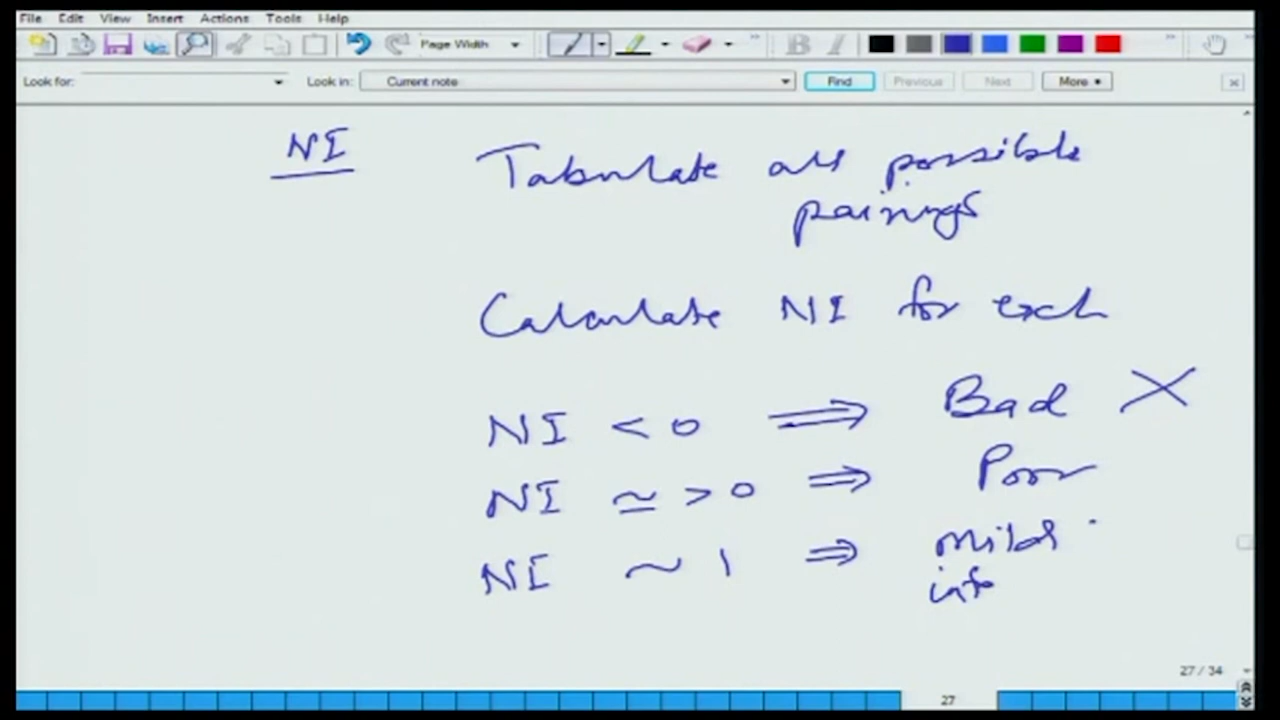 File Edit View Insert Actions Tools Help
Page Width
Look for: Look in: Current note Find Previous Next More
NI Tabulate all possible
pairings
Calculate NI for each
NI < 0 ⟹ Bad X
NI ≃ > 0 ⟹ Poor
NI ~ 1 ⟹ mild
27 / 34
27